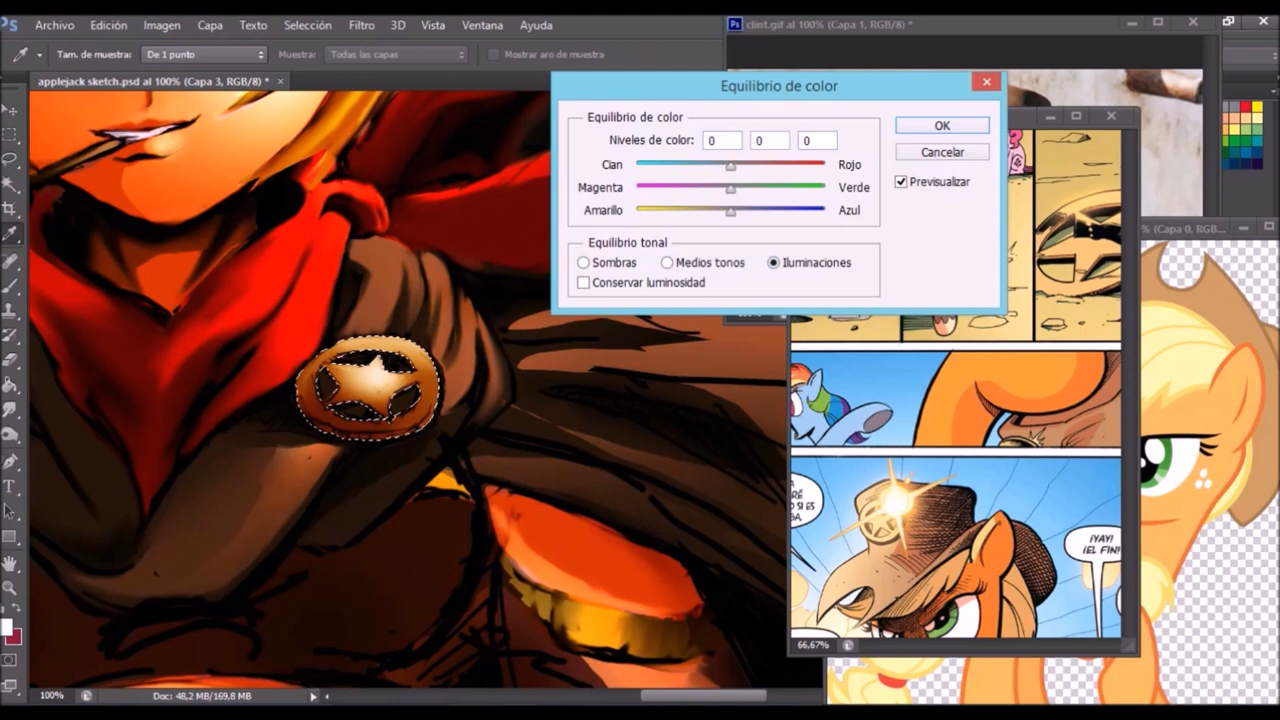 Ps
Archivo Edición Imagen Capa Texto Selección Filtro 3D Vista Ventana Ayuda
Ps clint.gif al 100% (Capa 1, RGB/8) *
Tam. de muestra: De 1 punto Muestra: Todas las capas Mostrar aro de muestra
applejack sketch.psd al 100% (Capa 3, RGB/8) * ×
Equilibrio de color
Equilibrio de color
Niveles de color: 0 0 0
OK
Cian Rojo
Cancelar
Magenta Verde
Previsualizar
Amarillo Azul
% (Capa 0, RGB...
Equilibrio tonal
Sombras Medios tonos Iluminaciones
Conservar luminosidad
T
¡YAY!
¡EL FIN!
66,67%
100% Doc: 48,2 MB/169,8 MB